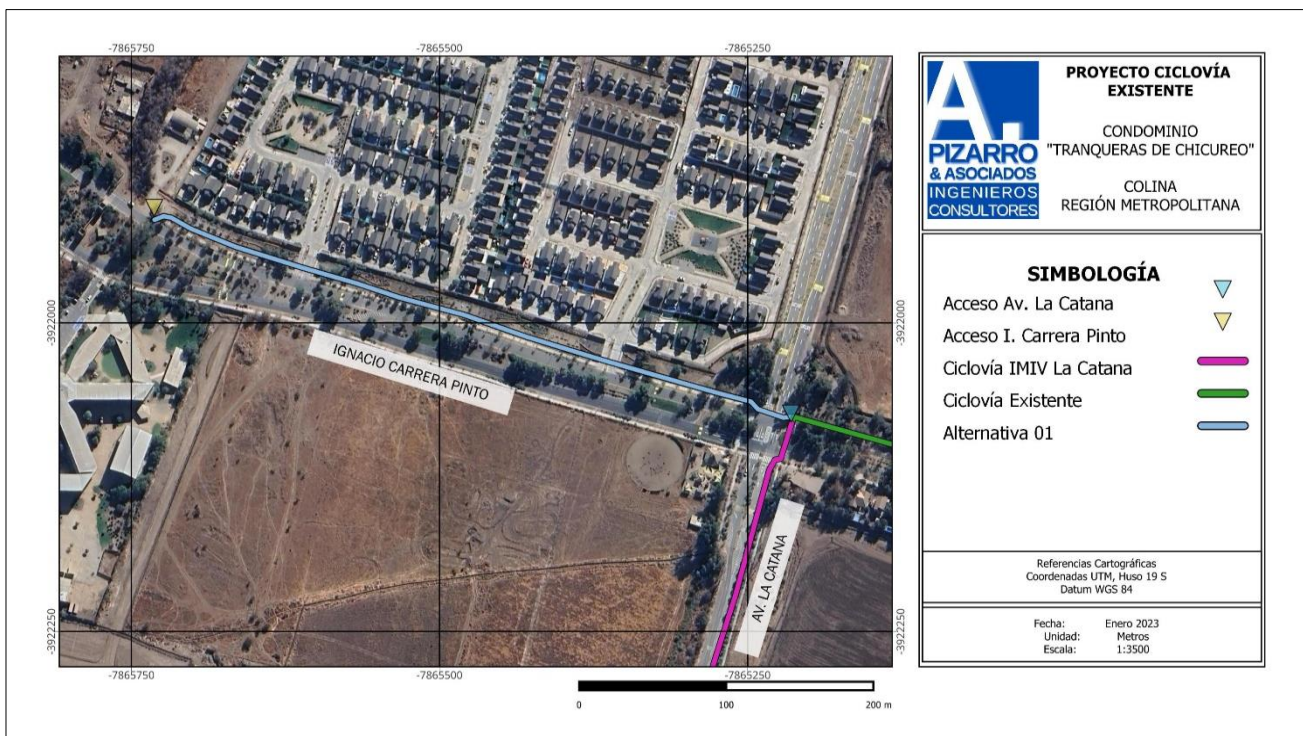 -7865750
-7865500
-7865250
-3922000
-3922250
-3922000
-3922250
-7865750
-7865500
-7865250
IGNACIO CARRERA PINTO
AV. LA CATANA
0
100
200 m
A.
PIZARRO
& ASOCIADOS
INGENIEROS
CONSULTORES
PROYECTO CICLOVÍA
EXISTENTE
CONDOMINIO
"TRANQUERAS DE CHICUREO"
COLINA
REGIÓN METROPOLITANA
SIMBOLOGÍA
Acceso Av. La Catana
Acceso I. Carrera Pinto
Ciclovía IMIV La Catana
Ciclovía Existente
Alternativa 01
Referencias Cartográficas
Coordenadas UTM, Huso 19 S
Datum WGS 84
Fecha: Enero 2023
Unidad: Metros
Escala: 1:3500